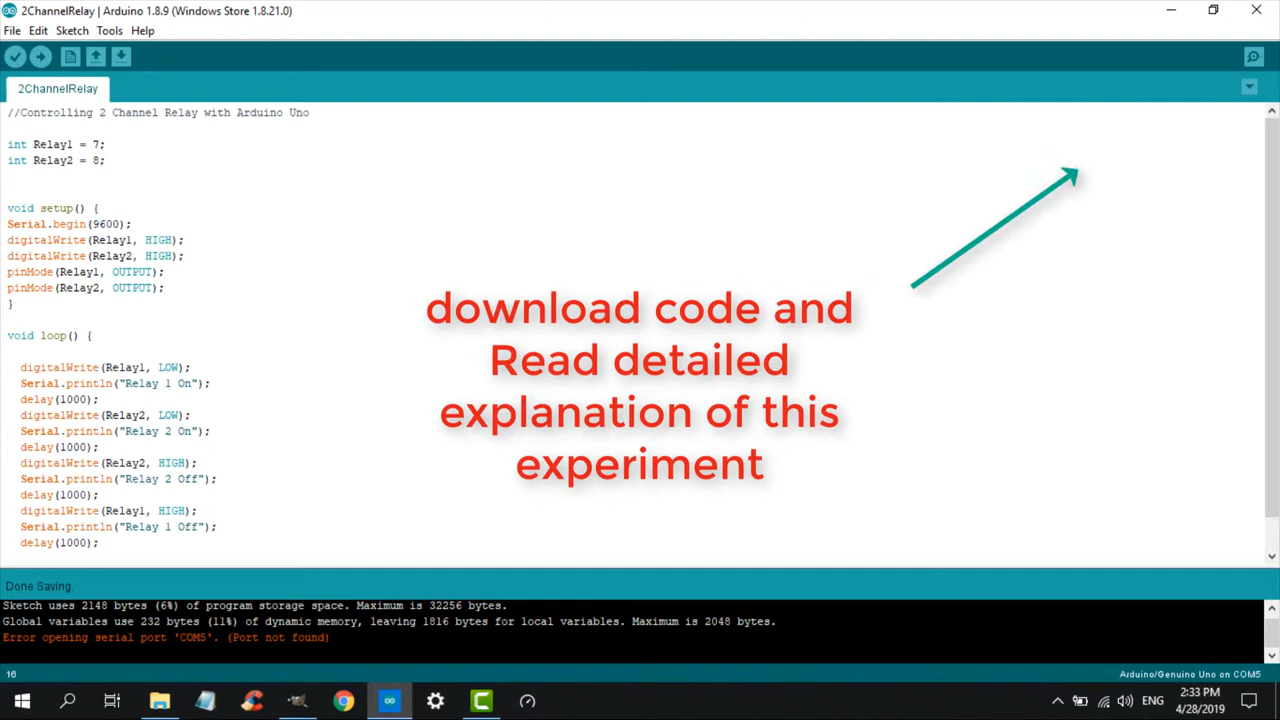 2ChannelRelay | Arduino 1.8.9 (Windows Store 1.8.21.0)
File Edit Sketch Tools Help
2ChannelRelay
//Controlling 2 Channel Relay with Arduino Uno
int Relay1 = 7;
int Relay2 = 8;
void setup() {
Serial.begin(9600);
digitalWrite(Relay1, HIGH);
digitalWrite(Relay2, HIGH);
pinMode(Relay1, OUTPUT);
pinMode(Relay2, OUTPUT);
}
void loop() {
digitalWrite(Relay1, LOW);
Serial.println("Relay 1 On");
delay(1000);
digitalWrite(Relay2, LOW);
Serial.println("Relay 2 On");
delay(1000);
digitalWrite(Relay2, HIGH);
Serial.println("Relay 2 Off");
delay(1000);
digitalWrite(Relay1, HIGH);
Serial.println("Relay 1 Off");
delay(1000);
download code and
Read detailed
explanation of this
experiment
Done Saving.
Sketch uses 2148 bytes (6%) of program storage space. Maximum is 32256 bytes.
Global variables use 232 bytes (11%) of dynamic memory, leaving 1816 bytes for local variables. Maximum is 2048 bytes.
Error opening serial port 'COM5'. (Port not found)
16 Arduino/Genuino Uno on COM5
ENG
2:33 PM
4/28/2019